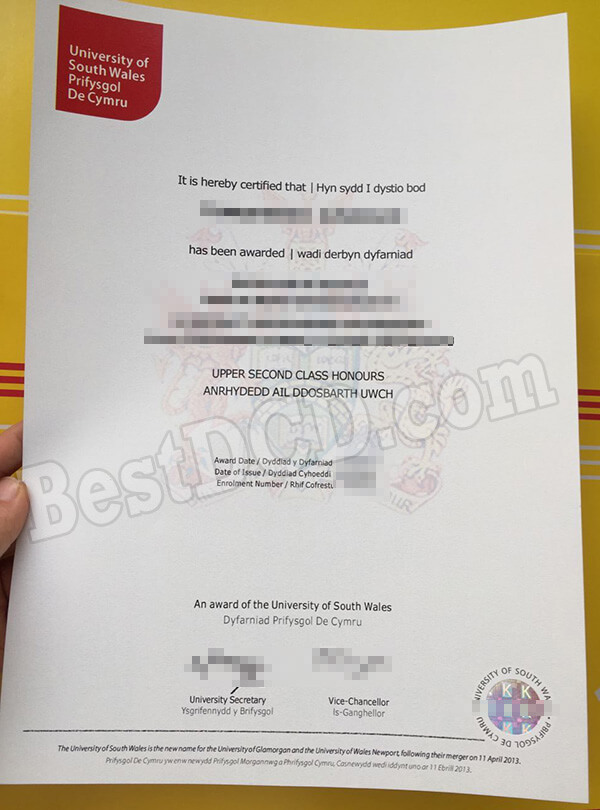 University of
South Wales
Prifysgol
De Cymru
It is hereby certified that | Hyn sydd I dystio bod
has been awarded | wadi derbyn dyfarniad
UPPER SECOND CLASS HONOURS
ANRHYDEDD AIL DDOSBARTH UWCH
BestDCD.com
Award Date / Dyddiad y Dyfarniad
Date of Issue / Dyddiad Cyhoeddi
Enrolment Number / Rhif Cofrestr
An award of the University of South Wales
Dyfarniad Prifysgol De Cymru
University Secretary
Ysgrifennydd y Brifysgol
Vice-Chancellor
Is-Ganghellor
UNIVERSITY OF SOUTH WA
PRIFYSGOL DE CYMRU
K K
K K
The University of South Wales is the new name for the University of Glamorgan and the University of Wales Newport, following their merger on 11 April 2013.
Prifysgol De Cymru yw enw newydd Prifysgol Morgannwg a Phrifysgol Cymru, Casnewydd wedi iddynt uno ar 11 Ebrill 2013.